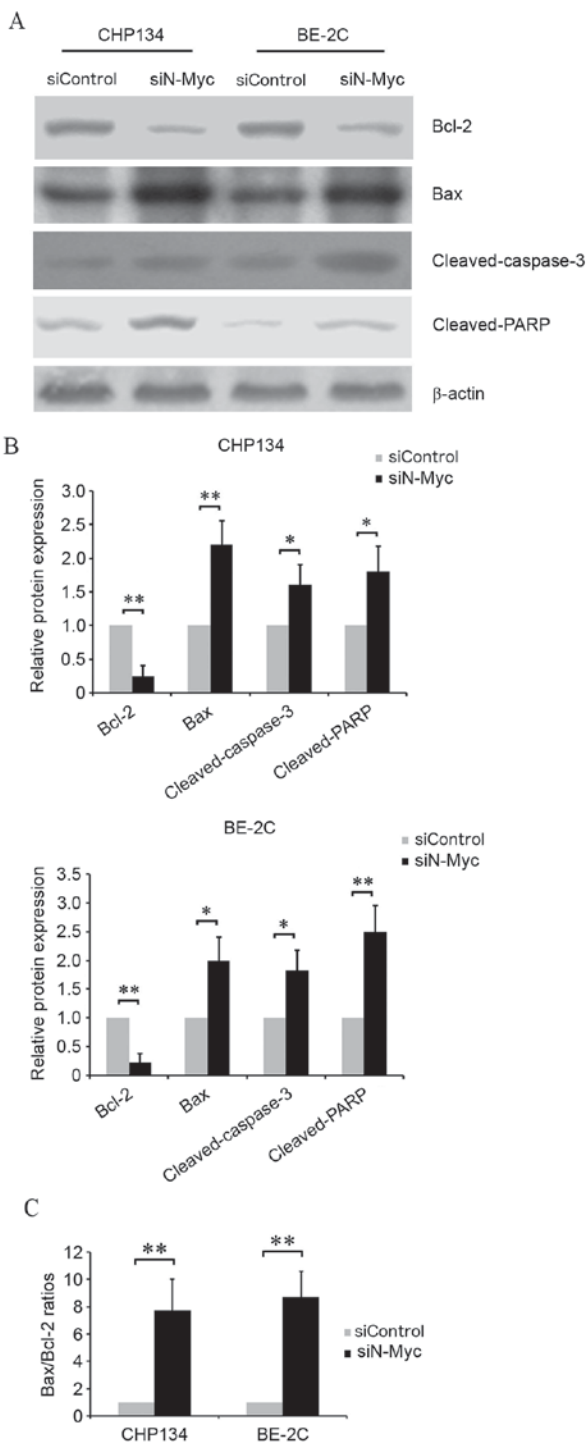 A
CHP134 BE-2C
siControl siN-Myc siControl siN-Myc
Bcl-2
Bax
Cleaved-caspase-3
Cleaved-PARP
β-actin
B
CHP134
siControl
siN-Myc
Relative protein expression
3.0
2.5
2.0
1.5
1.0
0.5
0
**
**
*
*
Bcl-2
Bax
Cleaved-caspase-3
Cleaved-PARP
BE-2C
siControl
siN-Myc
Relative protein expression
3.5
3.0
2.5
2.0
1.0
0.5
0
**
*
*
**
Bcl-2
Bax
Cleaved-caspase-3
Cleaved-PARP
C
Bax/Bcl-2 ratios
12
10
8
6
4
2
0
**
**
siControl
siN-Myc
CHP134 BE-2C